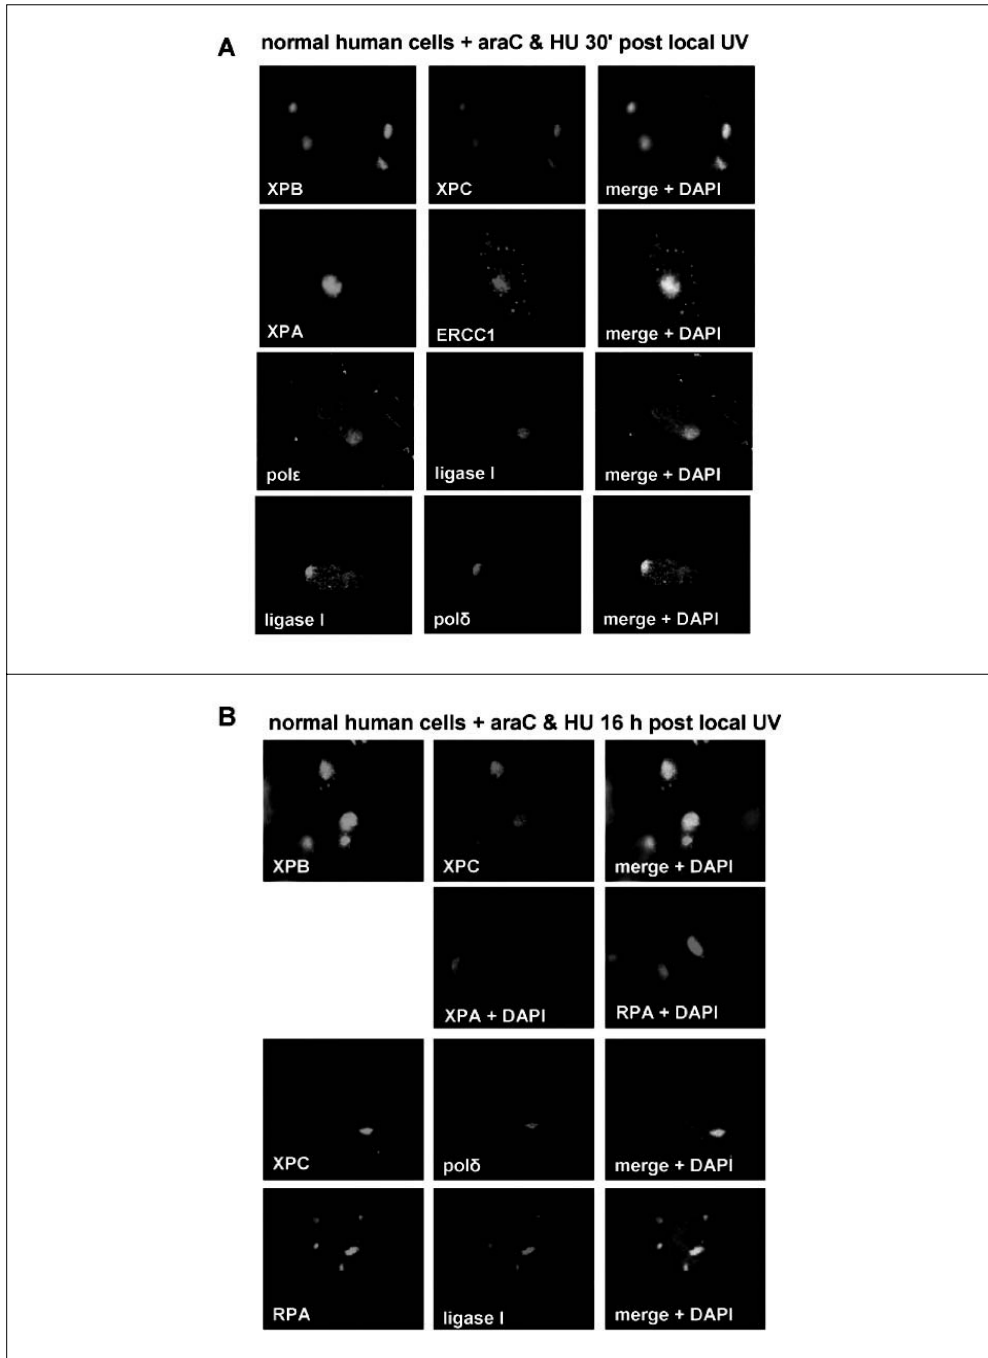 A normal human cells + araC & HU 30' post local UV
XPB XPC merge + DAPI
XPA ERCC1 merge + DAPI
polε ligase I merge + DAPI
ligase I polδ merge + DAPI
B normal human cells + araC & HU 16 h post local UV
XPB XPC merge + DAPI
XPA + DAPI RPA + DAPI
XPC polδ merge + DAPI
RPA ligase I merge + DAPI